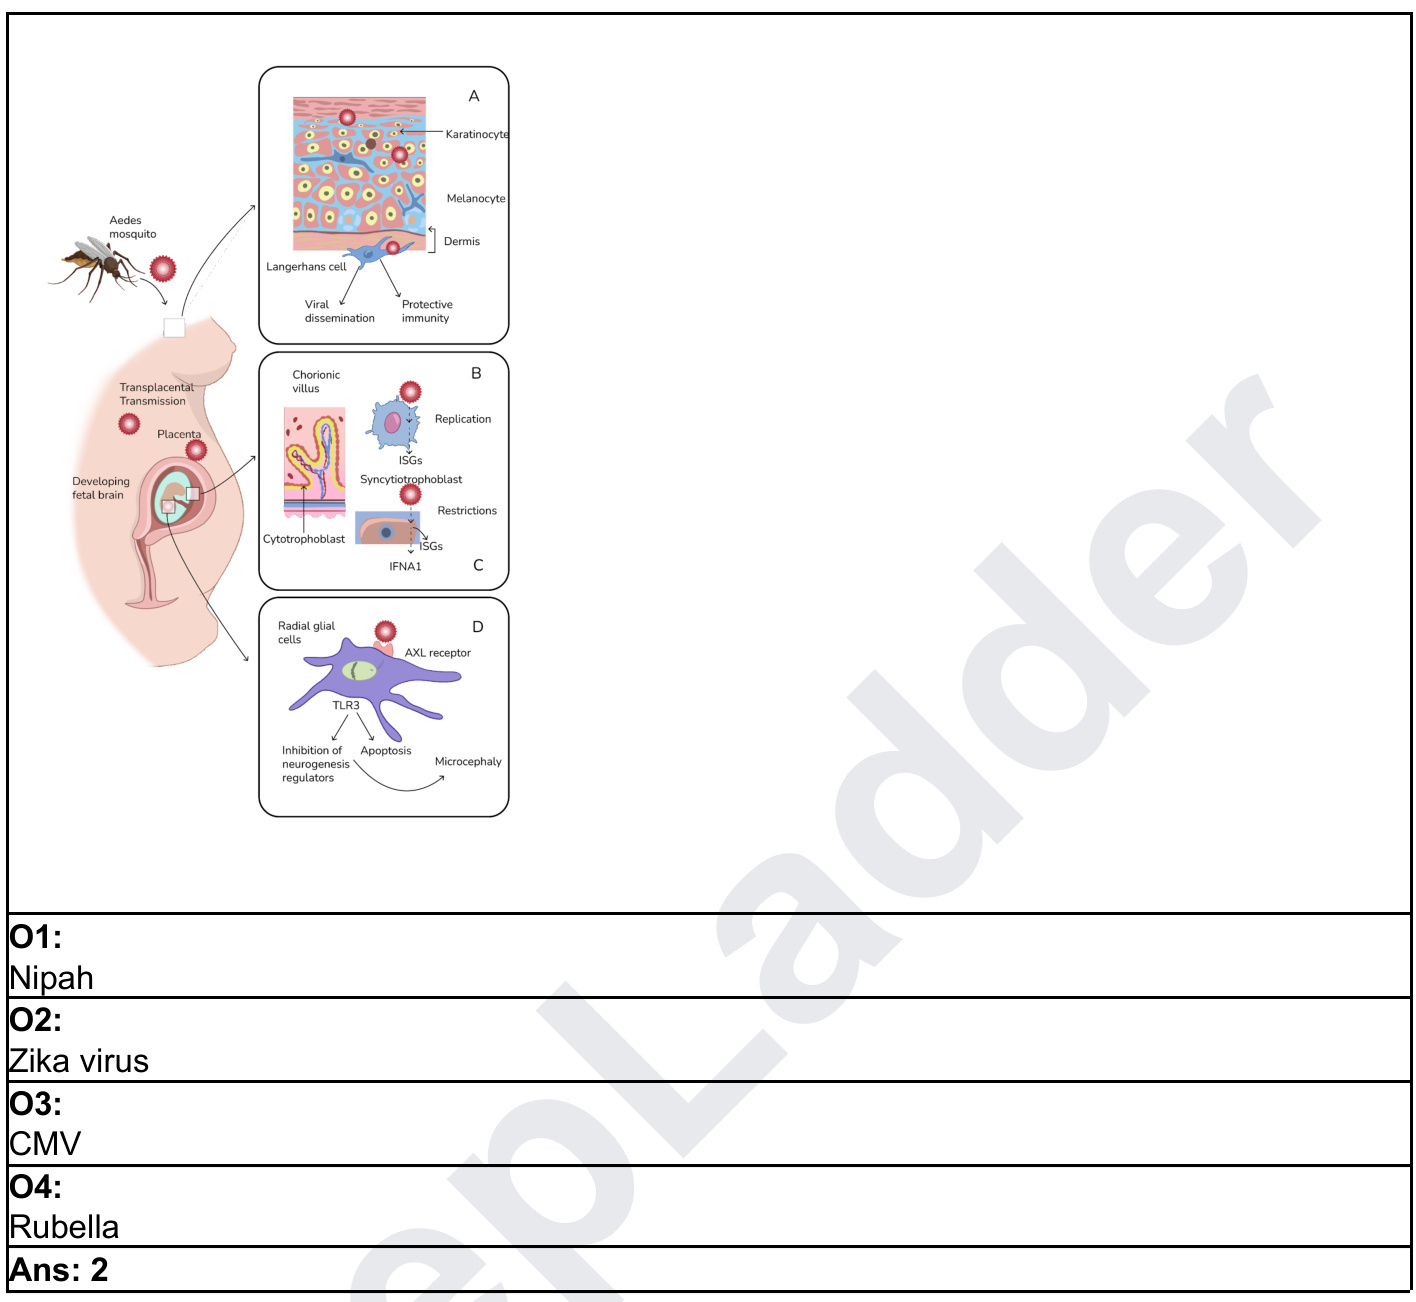 A
Karatinocyte
Melanocyte
Dermis
Langerhans cell
Viral
dissemination
Protective
immunity
Aedes
mosquito
Transplacental
Transmission
Placenta
Developing
fetal brain
Chorionic
villus
B
Replication
ISGs
Syncytiotrophoblast
Restrictions
Cytotrophoblast
ISGs
IFNA1
C
Radial glial
cells
D
AXL receptor
TLR3
Inhibition of
neurogenesis
regulators
Apoptosis
Microcephaly
O1:
Nipah
O2:
Zika virus
O3:
CMV
O4:
Rubella
Ans: 2
epLadder